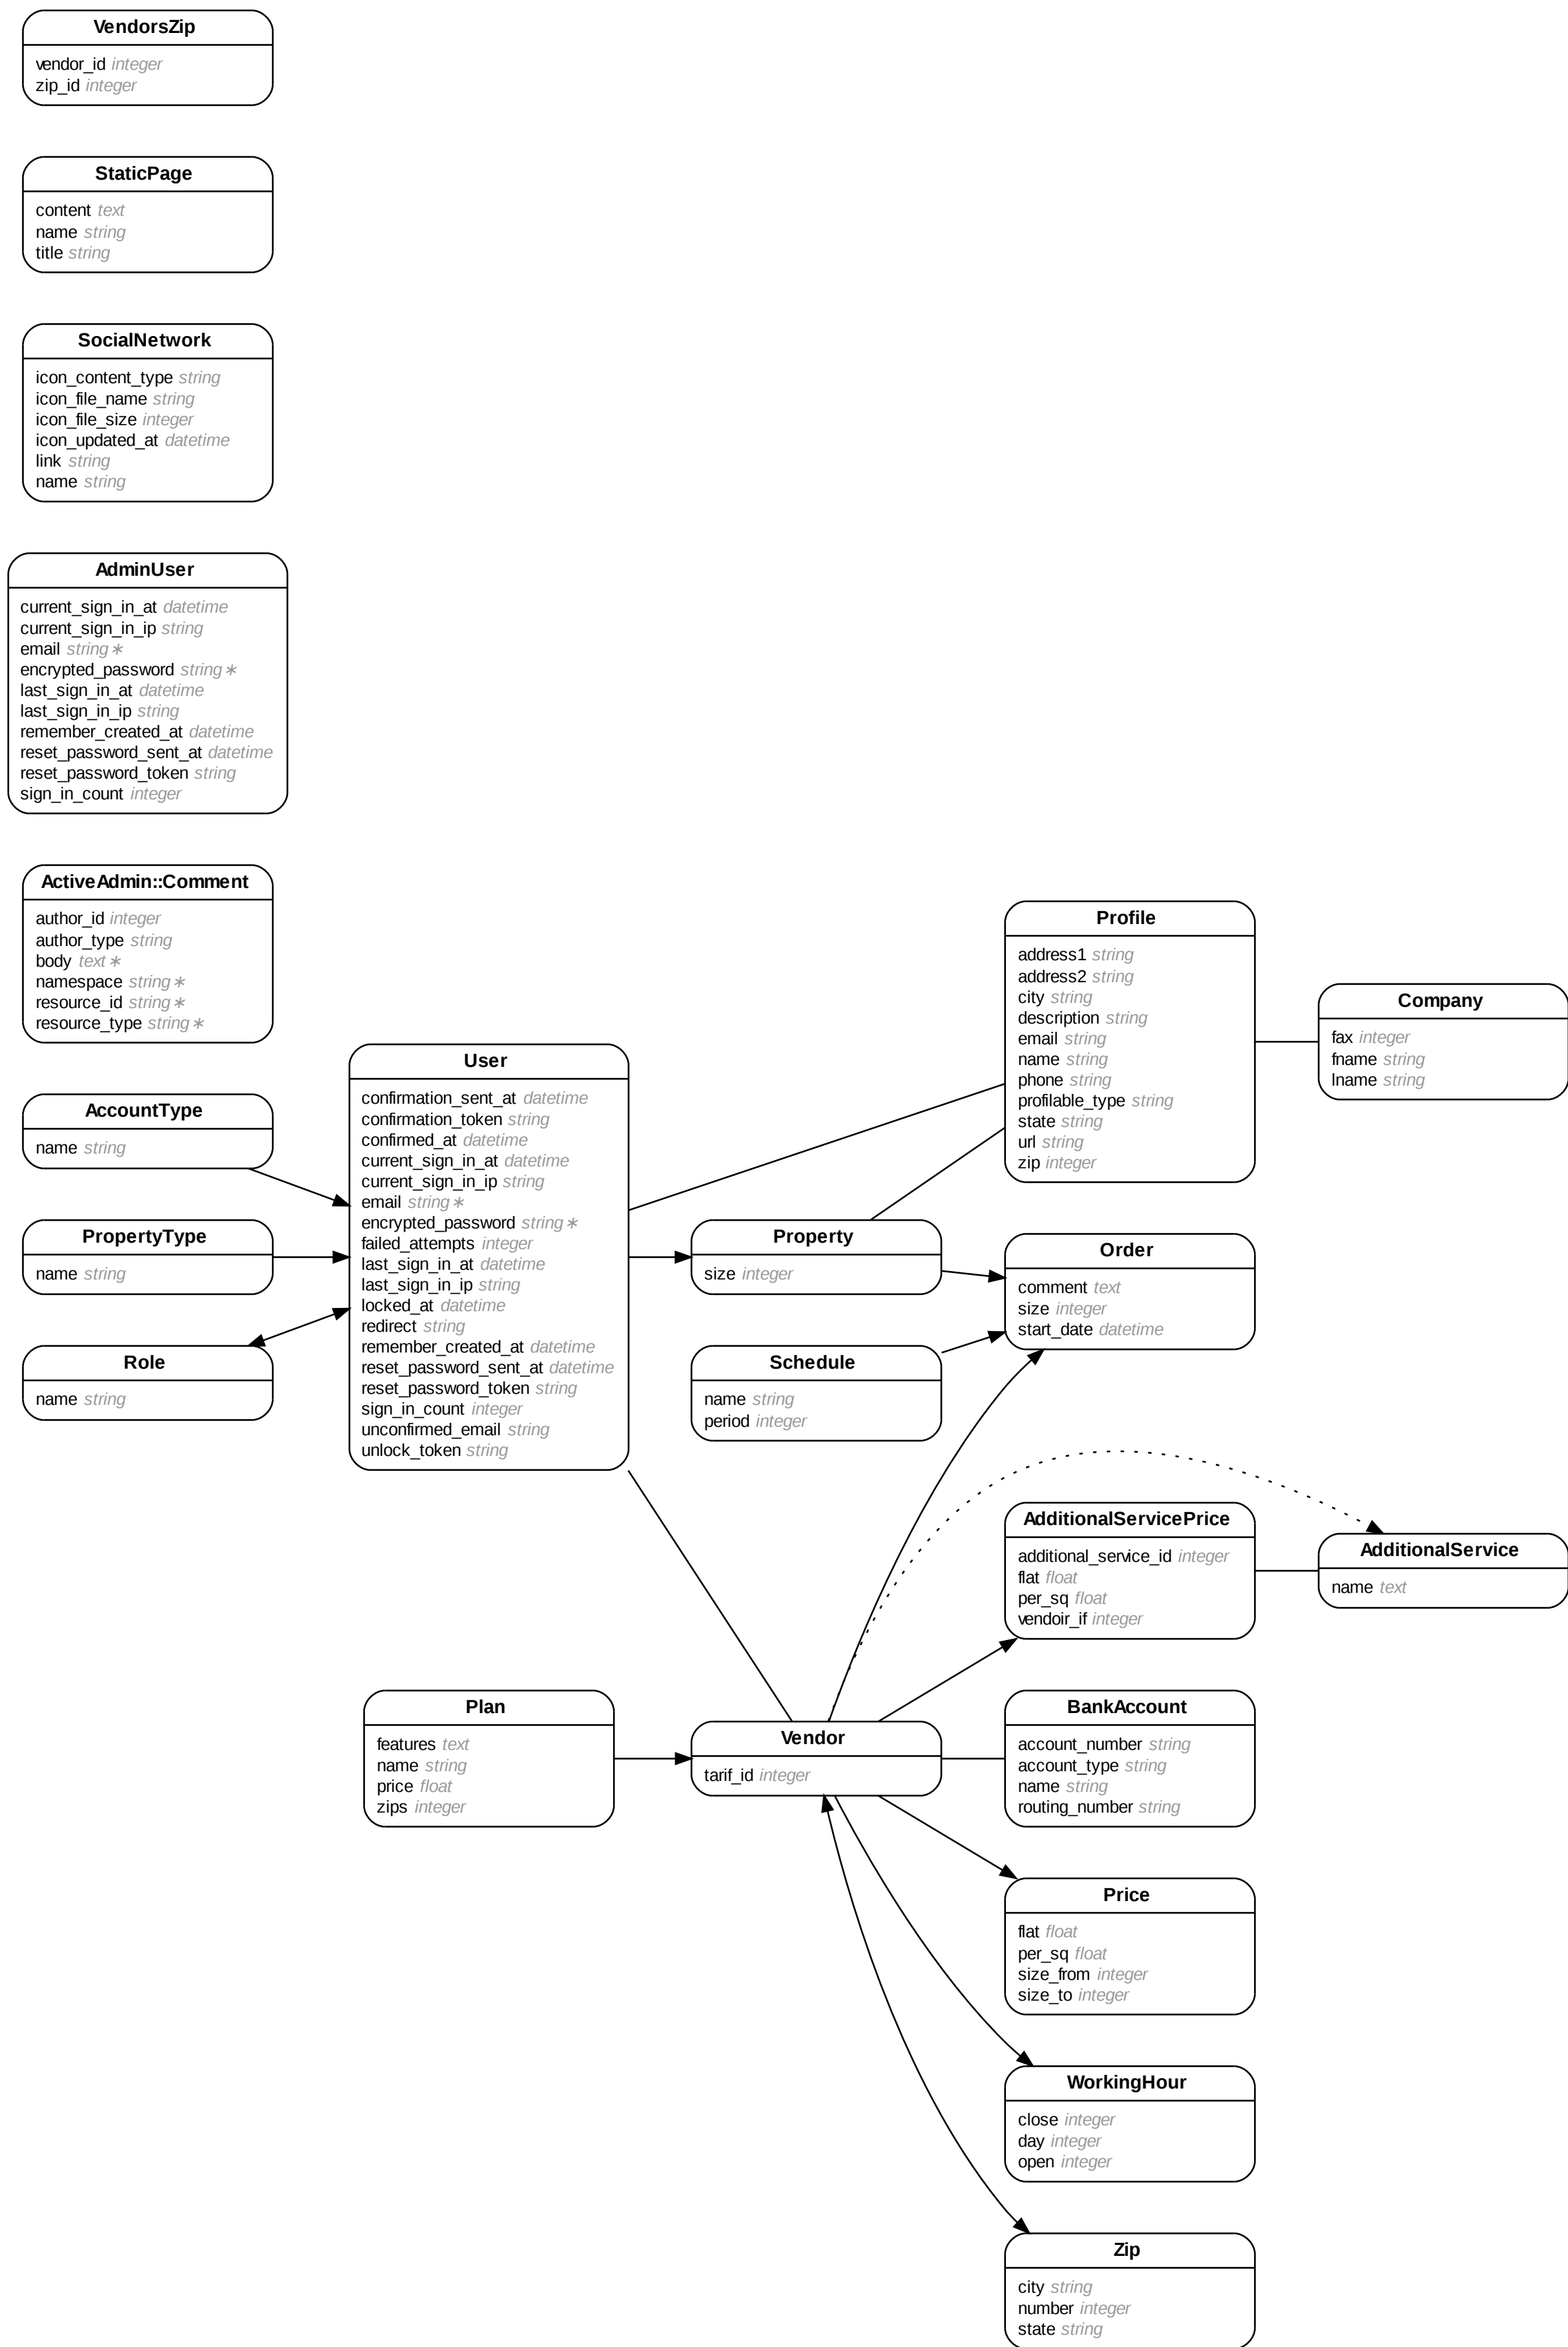 VendorsZip
vendor_id integer
zip_id integer
StaticPage
content text
name string
title string
SocialNetwork
icon_content_type string
icon_file_name string
icon_file_size integer
icon_updated_at datetime
link string
name string
AdminUser
current_sign_in_at datetime
current_sign_in_ip string
email string∗
encrypted_password string∗
last_sign_in_at datetime
last_sign_in_ip string
remember_created_at datetime
reset_password_sent_at datetime
reset_password_token string
sign_in_count integer
ActiveAdmin::Comment
author_id integer
author_type string
body text∗
namespace string∗
resource_id string∗
resource_type string∗
AccountType
name string
PropertyType
name string
Role
name string
User
confirmation_sent_at datetime
confirmation_token string
confirmed_at datetime
current_sign_in_at datetime
current_sign_in_ip string
email string∗
encrypted_password string∗
failed_attempts integer
last_sign_in_at datetime
last_sign_in_ip string
locked_at datetime
redirect string
remember_created_at datetime
reset_password_sent_at datetime
reset_password_token string
sign_in_count integer
unconfirmed_email string
unlock_token string
Plan
features text
name string
price float
zips integer
Property
size integer
Schedule
name string
period integer
Vendor
tarif_id integer
Profile
address1 string
address2 string
city string
description string
email string
name string
phone string
profilable_type string
state string
url string
zip integer
Order
comment text
size integer
start_date datetime
AdditionalServicePrice
additional_service_id integer
flat float
per_sq float
vendoir_if integer
BankAccount
account_number string
account_type string
name string
routing_number string
Price
flat float
per_sq float
size_from integer
size_to integer
WorkingHour
close integer
day integer
open integer
Zip
city string
number integer
state string
Company
fax integer
fname string
lname string
AdditionalService
name text